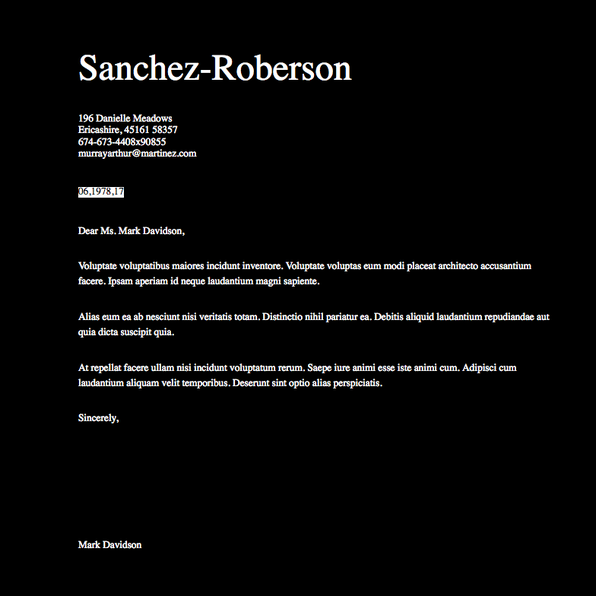 Sanchez-Roberson
196 Danielle Meadows
Ericashire, 45161 58357
674-673-4408x90855
murrayarthur@martinez.com
06,1978,17
Dear Ms. Mark Davidson,
Voluptate voluptatibus maiores incidunt inventore. Voluptate voluptas eum modi placeat architecto accusantium
facere. Ipsam aperiam id neque laudantium magni sapiente.
Alias eum ea ab nesciunt nisi veritatis totam. Distinctio nihil pariatur ea. Debitis aliquid laudantium repudiandae aut
quia dicta suscipit quia.
At repellat facere ullam nisi incidunt voluptatum rerum. Saepe iure animi esse iste animi cum. Adipisci cum
laudantium aliquam velit temporibus. Deserunt sint optio alias perspiciatis.
Sincerely,
Mark Davidson